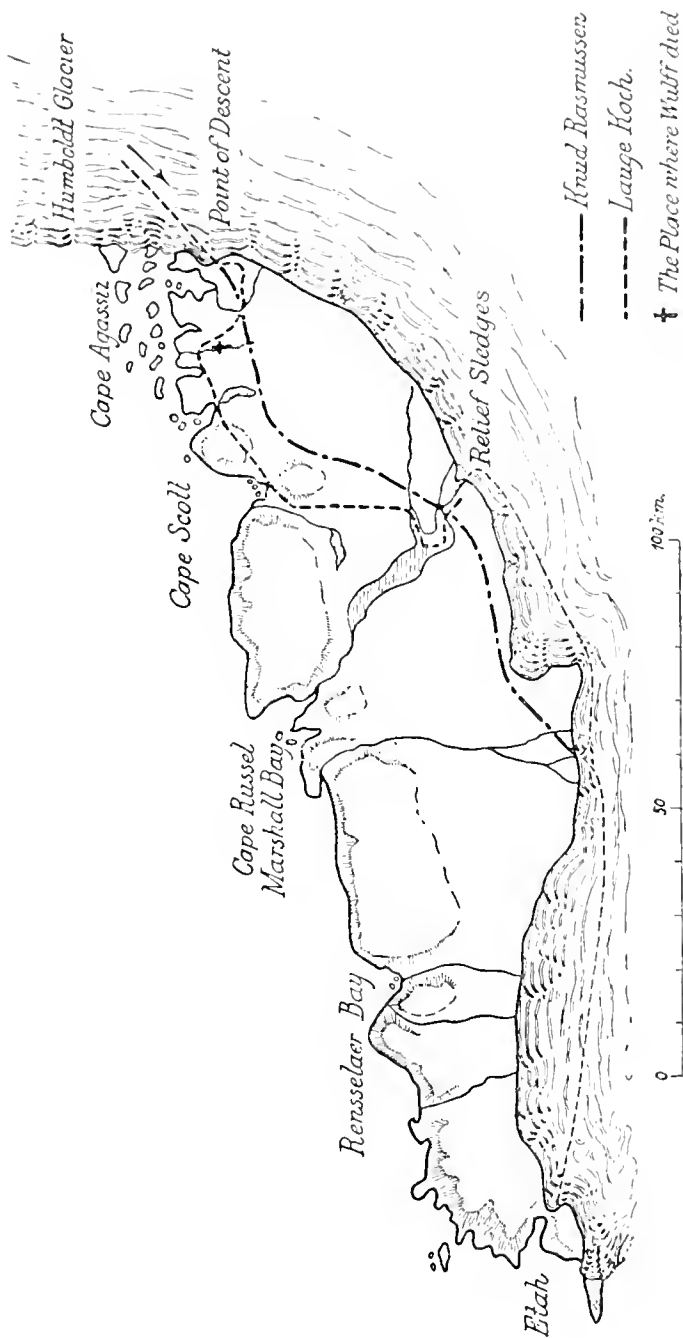 Humboldt Glacier
Cape Agassiz
Point of Descent
Cape Scott
Relief Sledges
Cape Russel
Marshall Bay
Rensselaer Bay
Etah
Knud Rasmussen
Lauge Koch.
The Place where Wulff died
0
50
100 km.